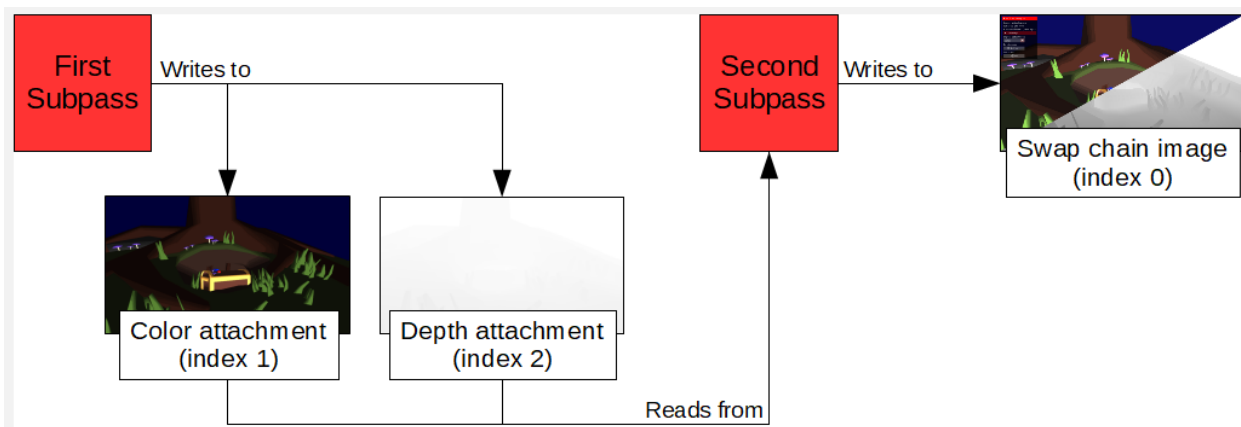 First
Subpass
Writes to
Second
Subpass
Writes to
Swap chain image
(index 0)
Color attachment
(index 1)
Depth attachment
(index 2)
Reads from